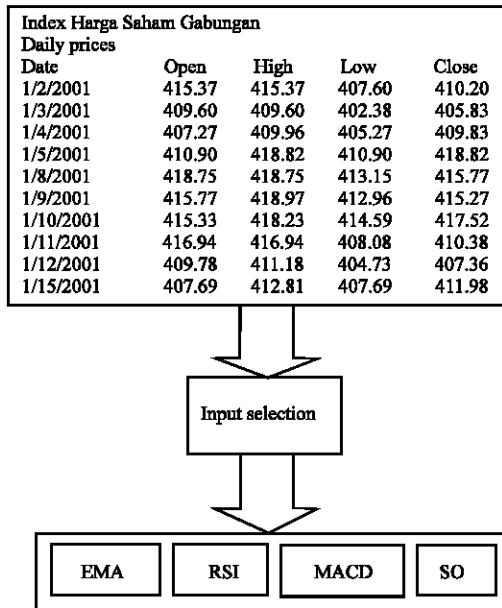 Index Harga Saham Gabungan
Daily prices
Date Open High Low Close
1/2/2001 415.37 415.37 407.60 410.20
1/3/2001 409.60 409.60 402.38 405.83
1/4/2001 407.27 409.96 405.27 409.83
1/5/2001 410.90 418.82 410.90 418.82
1/8/2001 418.75 418.75 413.15 415.77
1/9/2001 415.77 418.97 412.96 415.27
1/10/2001 415.33 418.23 414.59 417.52
1/11/2001 416.94 416.94 408.08 410.38
1/12/2001 409.78 411.18 404.73 407.36
1/15/2001 407.69 412.81 407.69 411.98
Input selection
EMA RSI MACD SO